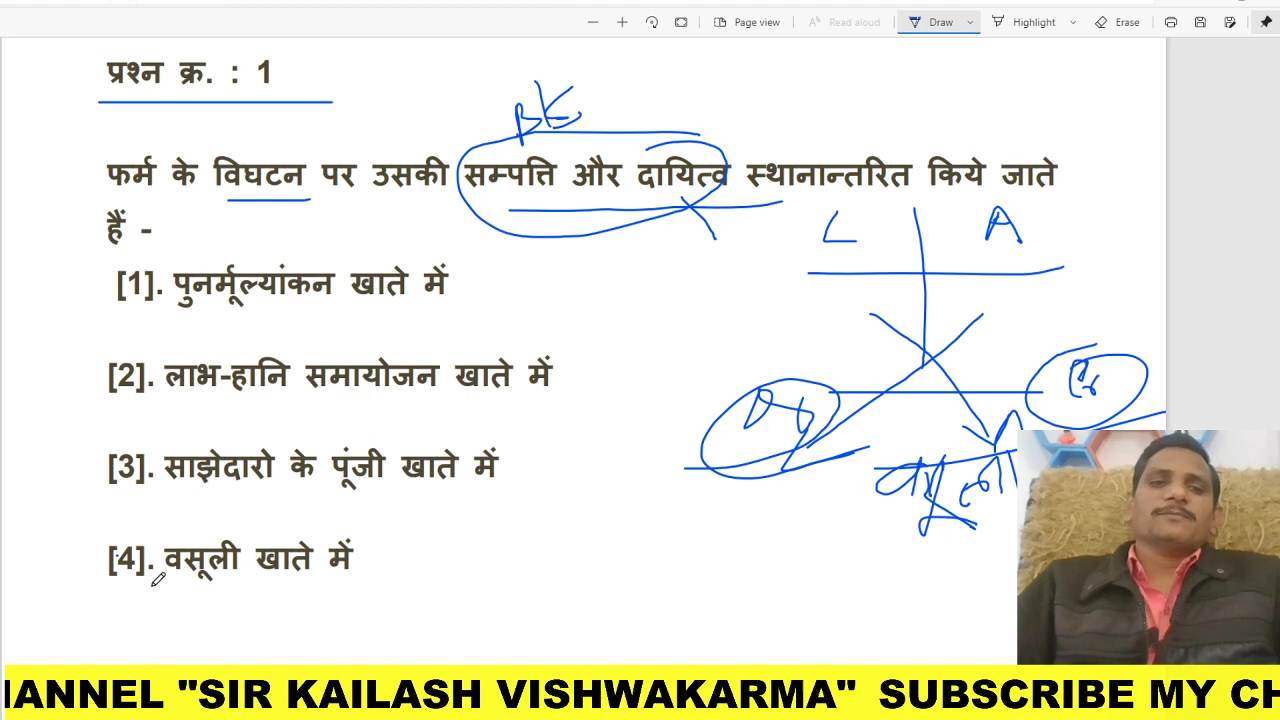 Page view Read aloud Draw Highlight Erase
प्रश्न क्र. : 1
फर्म के विघटन पर उसकी सम्पत्ति और दायित्व स्थानान्तरित किये जाते
हैं -
L A
[1]. पुनर्मूल्यांकन खाते में
[2]. लाभ-हानि समायोजन खाते में
[3]. साझेदारो के पूंजी खाते में
[4]. वसूली खाते में
HANNEL "SIR KAILASH VISHWAKARMA" SUBSCRIBE MY CH